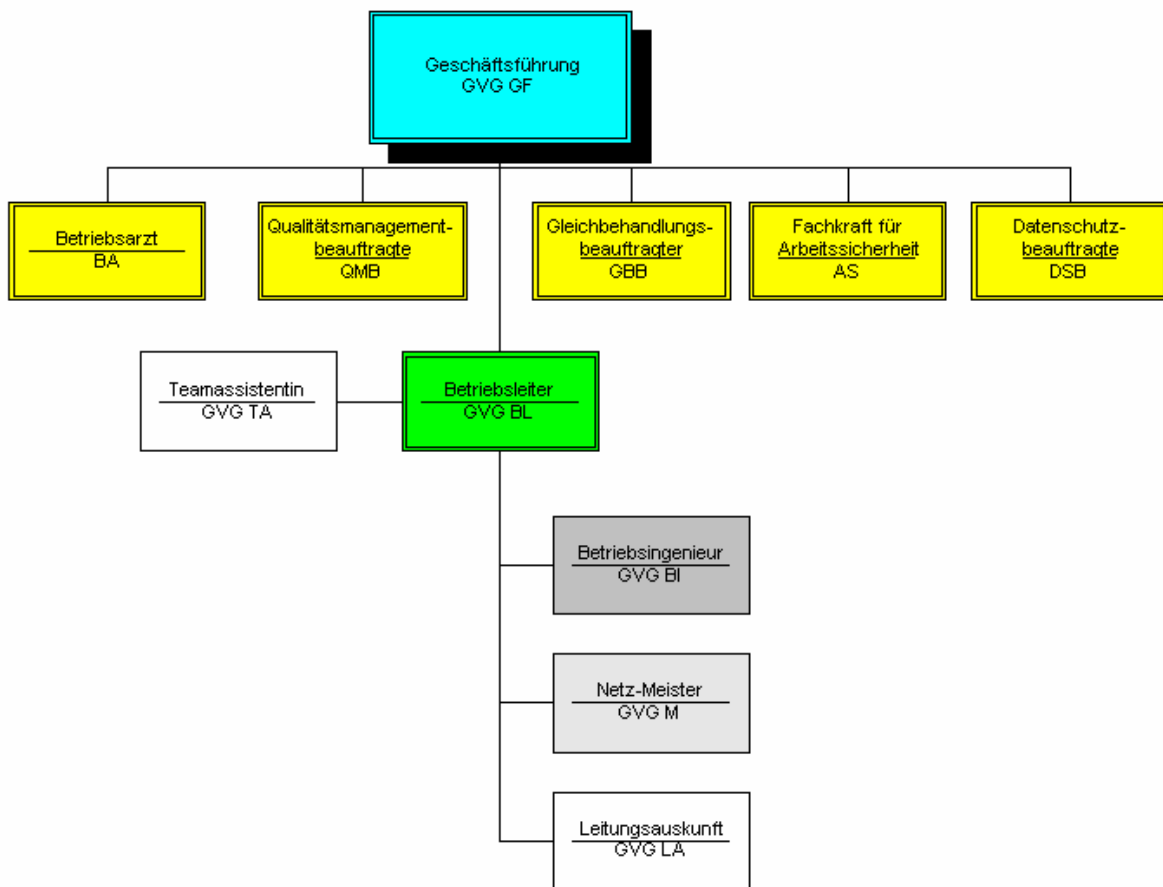 Geschäftsführung
GVG GF
Betriebsarzt
BA
Qualitätsmanagement-
beauftragte
QMB
Gleichbehandlungs-
beauftragter
GBB
Fachkraft für
Arbeitssicherheit
AS
Datenschutz-
beauftragte
DSB
Teamassistentin
GVG TA
Betriebsleiter
GVG BL
Betriebsingenieur
GVG BI
Netz-Meister
GVG M
Leitungsauskunft
GVG LA